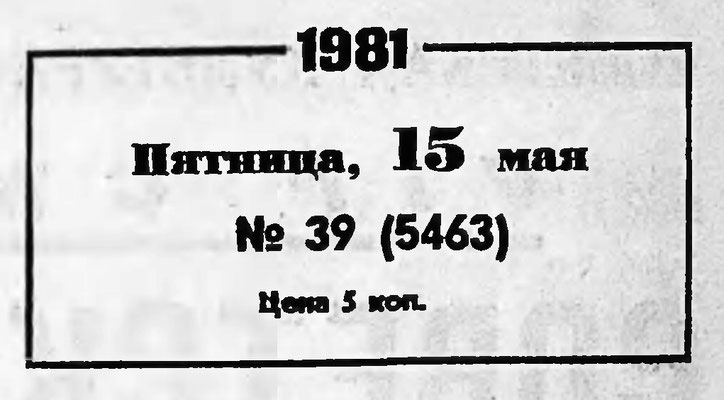 1981
Пятница, 15 мая
№ 39 (5463)
Цена 5 коп.